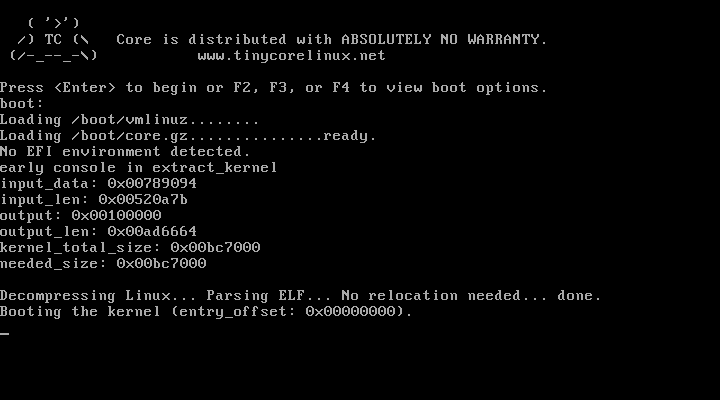 ( '>')
  /) TC (\   Core is distributed with ABSOLUTELY NO WARRANTY.
 (/-_--_-\)           www.tinycorelinux.net

Press <Enter> to begin or F2, F3, or F4 to view boot options.
boot:
Loading /boot/vmlinuz........
Loading /boot/core.gz...............ready.
No EFI environment detected.
early console in extract_kernel
input_data: 0x00789094
input_len: 0x00520a7b
output: 0x00100000
output_len: 0x00ad6664
kernel_total_size: 0x00bc7000
needed_size: 0x00bc7000

Decompressing Linux... Parsing ELF... No relocation needed... done.
Booting the kernel (entry_offset: 0x00000000).